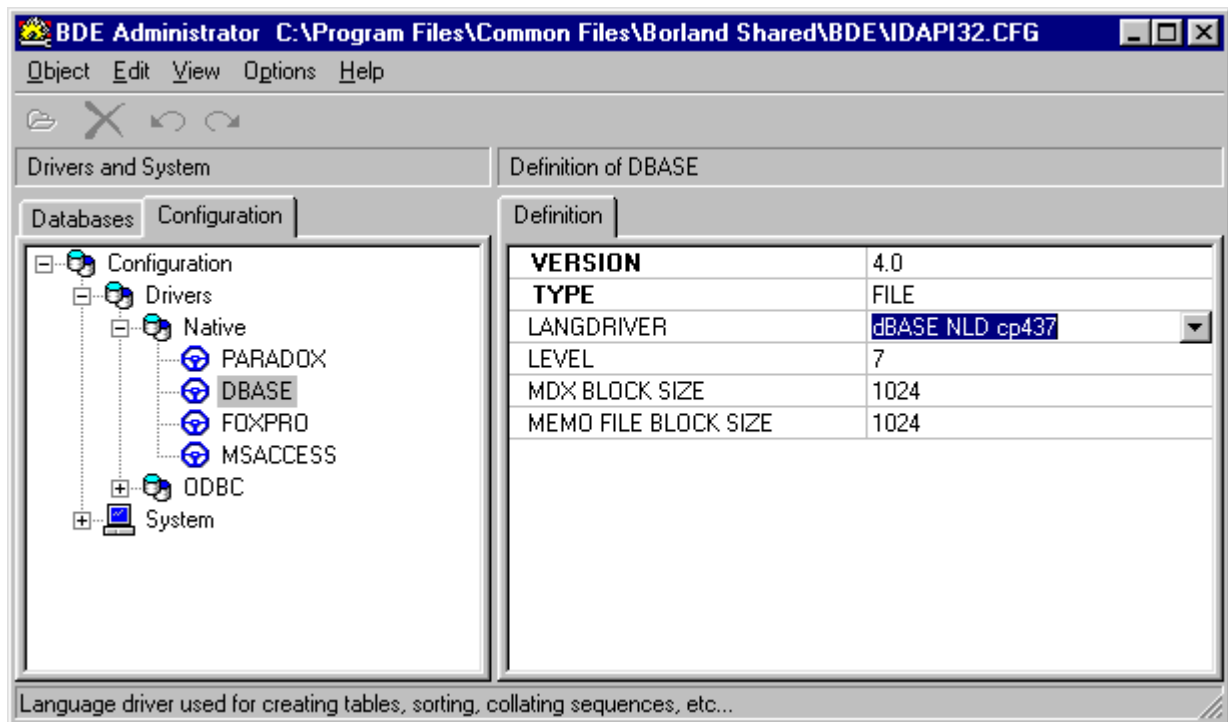 BDE Administrator C:\Program Files\Common Files\Borland Shared\BDE\IDAPI32.CFG
Object Edit View Options Help
Drivers and System
Definition of DBASE
Databases Configuration
Definition
Configuration
Drivers
Native
PARADOX
DBASE
FOXPRO
MSACCESS
ODBC
System
VERSION 4.0
TYPE FILE
LANGDRIVER dBASE NLD cp437
LEVEL 7
MDX BLOCK SIZE 1024
MEMO FILE BLOCK SIZE 1024
Language driver used for creating tables, sorting, collating sequences, etc...